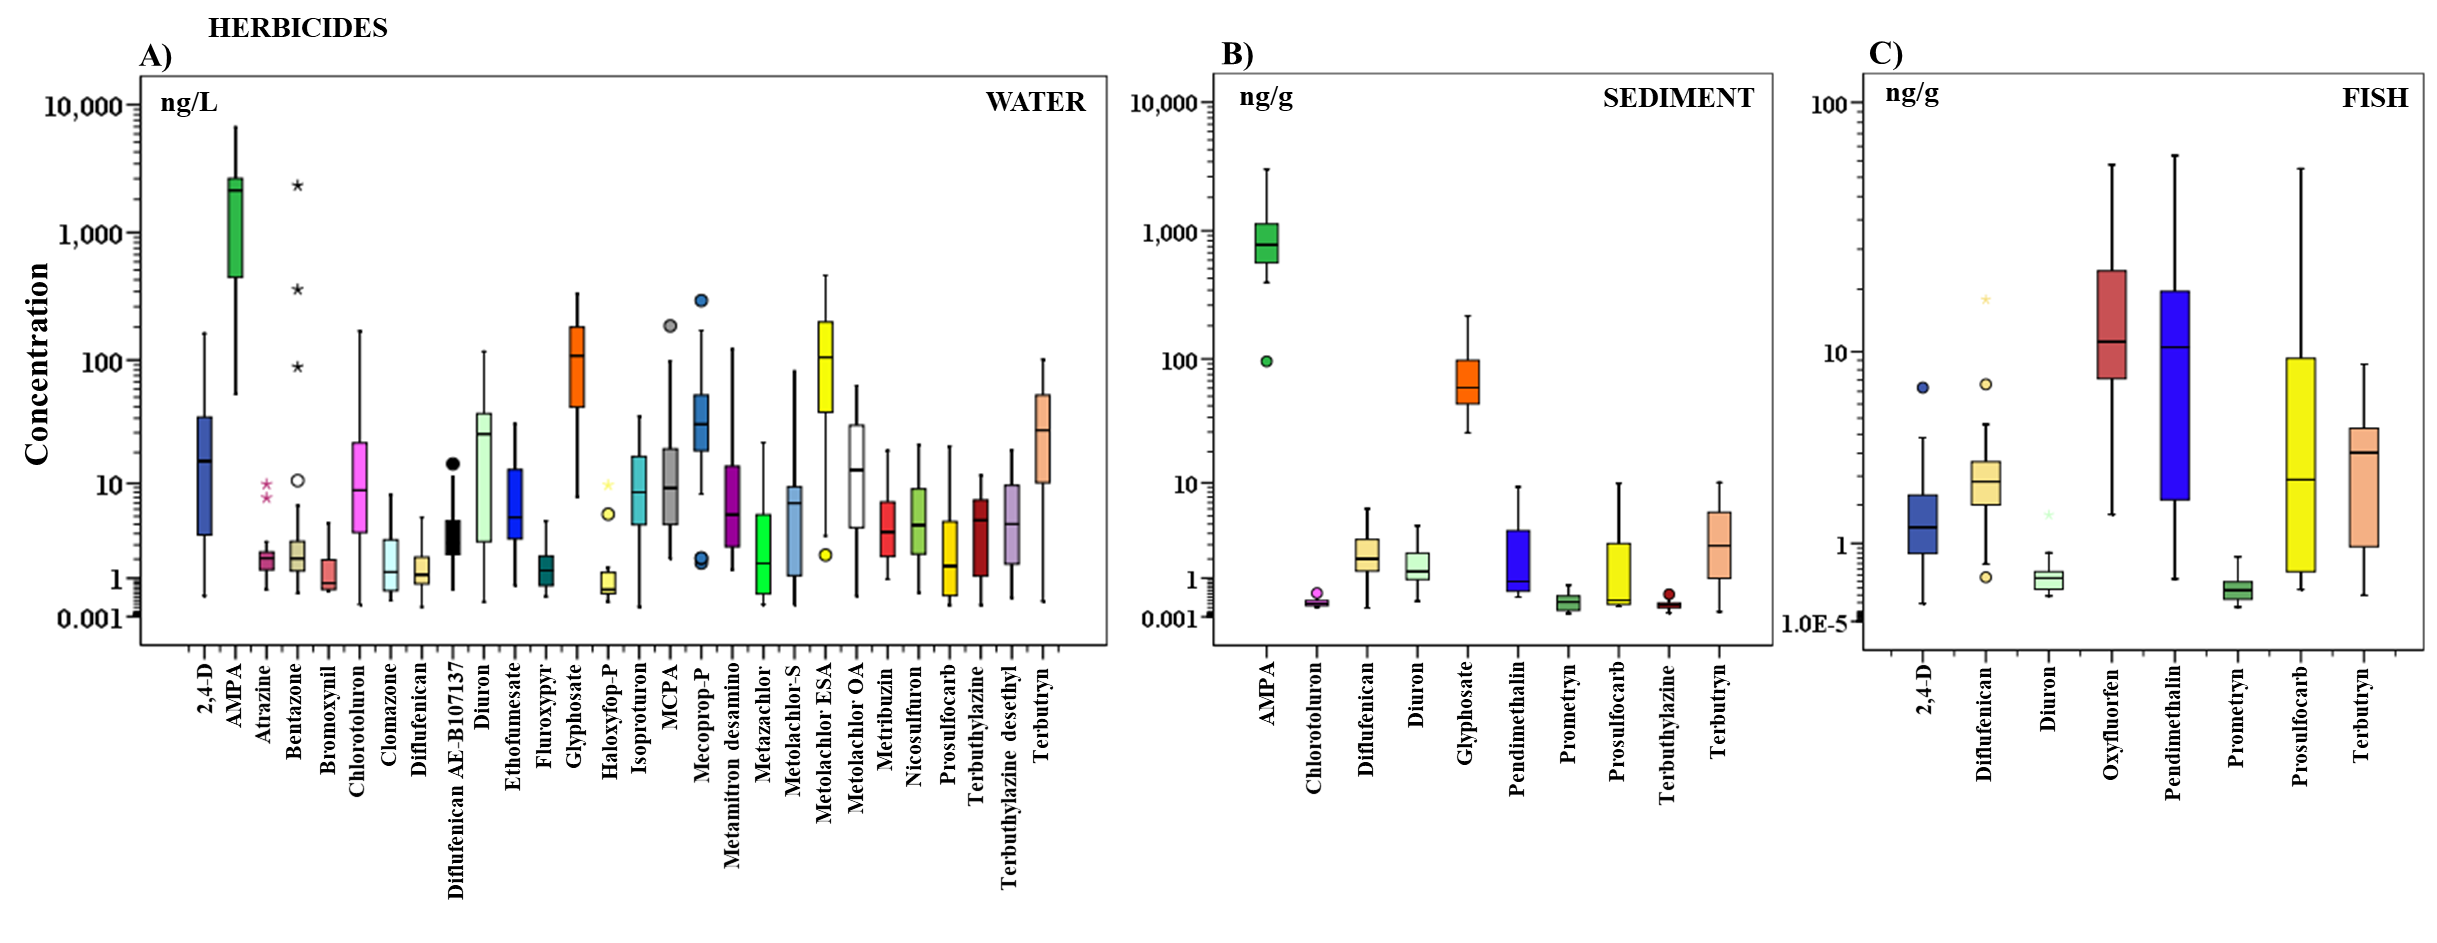 HERBICIDES
A)
ng/L
WATER
Concentration
10,000
1,000
100
10
1
0.001
2,4-D
AMPA
Atrazine
Bentazone
Bromoxynil
Chlorotoluron
Clomazone
Diflufenican
Diflufenican AE-B107137
Diuron
Ethofumesate
Fluroxypyr
Glyphosate
Haloxyfop-P
Isoproturon
MCPA
Mecoprop-P
Metamitron desamino
Metazachlor
Metolachlor-S
Metolachlor ESA
Metolachlor OA
Metribuzin
Nicosulfuron
Prosulfocarb
Terbuthylazine
Terbuthylazine desethyl
Terbutryn
B)
ng/g
SEDIMENT
10,000
1,000
100
10
1
0.001
AMPA
Chlorotoluron
Diflufenican
Diuron
Glyphosate
Pendimethalin
Prometryn
Prosulfocarb
Terbuthylazine
Terbutryn
C)
ng/g
FISH
100
10
1
1.0E-5
2,4-D
Diflufenican
Diuron
Oxyfluorfen
Pendimethalin
Prometryn
Prosulfocarb
Terbutryn